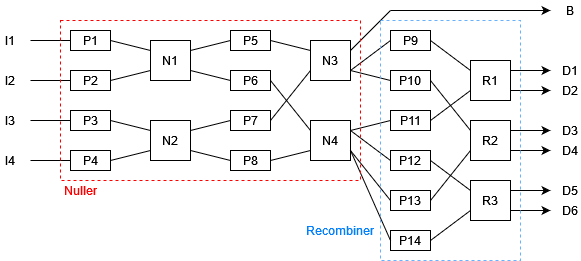 B
I1 P1 P5 P9
N1 N3 D1
I2 P2 P6 P10 R1 D2
I3 P3 P7 P11 D3
N2 N4 R2 D4
I4 P4 P8 P12
D5
Nuller P13 R3 D6
Recombiner P14